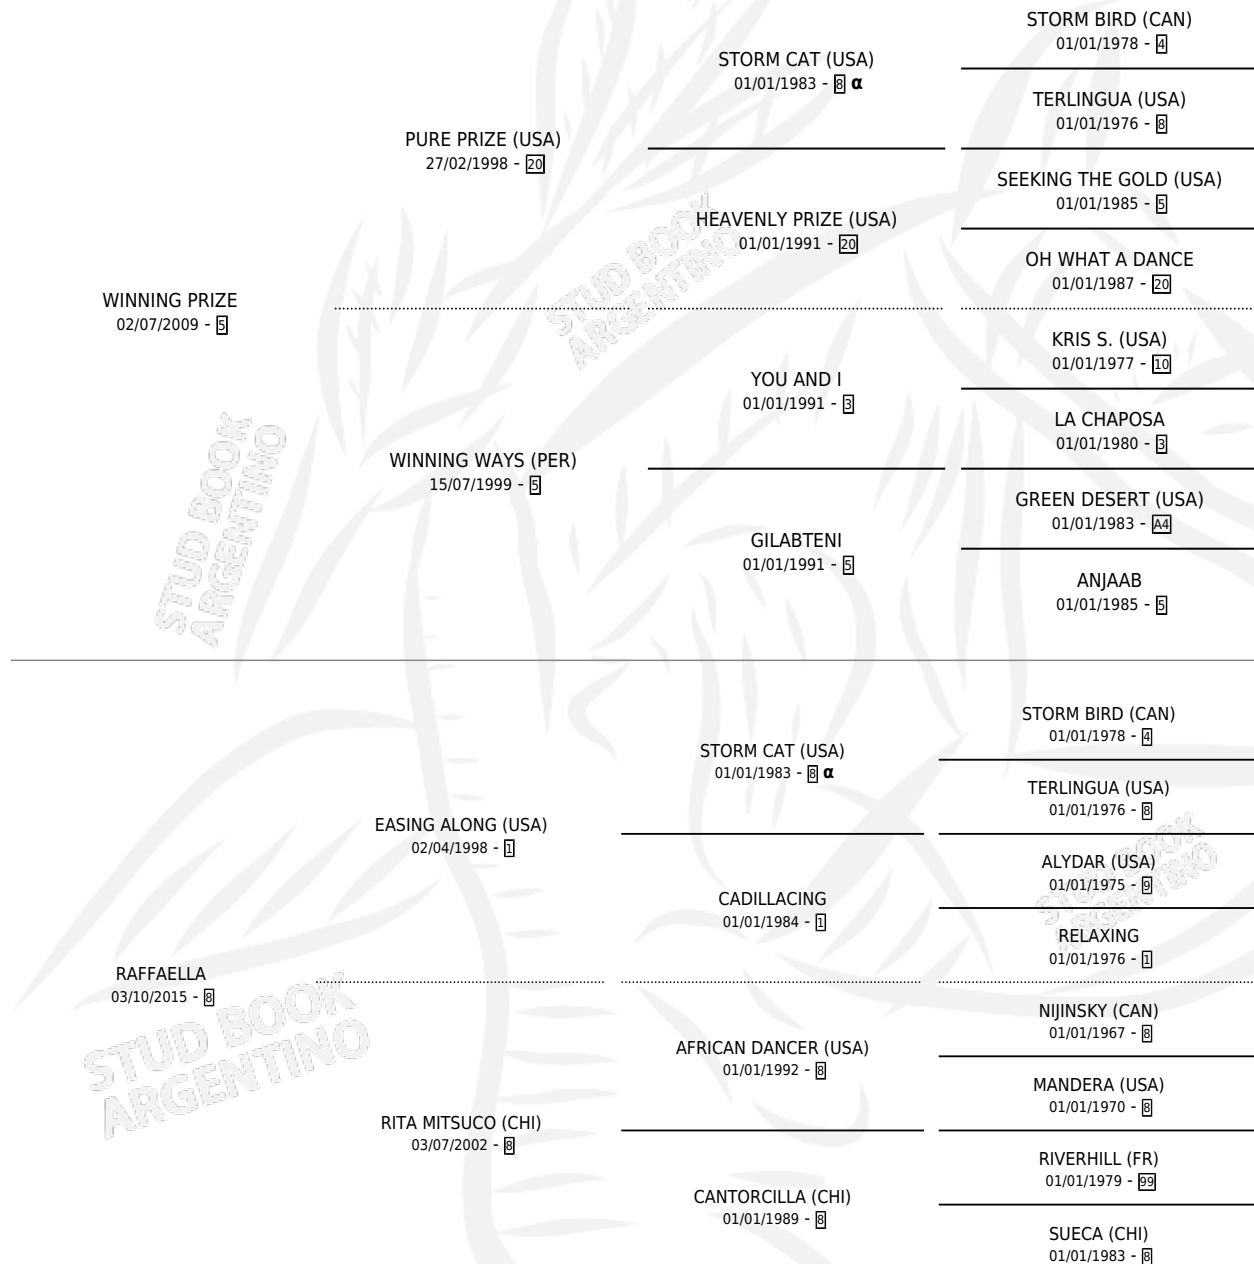 STORM BIRD (CAN)
01/01/1978 - 4
STORM CAT (USA)
01/01/1983 - 8 α
TERLINGUA (USA)
01/01/1976 - 8
PURE PRIZE (USA)
27/02/1998 - 20
SEEKING THE GOLD (USA)
01/01/1985 - 5
HEAVENLY PRIZE (USA)
01/01/1991 - 20
OH WHAT A DANCE
01/01/1987 - 20
WINNING PRIZE
02/07/2009 - 5
KRIS S. (USA)
01/01/1977 - 10
YOU AND I
01/01/1991 - 3
LA CHAPOSA
01/01/1980 - 3
WINNING WAYS (PER)
15/07/1999 - 5
GREEN DESERT (USA)
01/01/1983 - A4
GILABTENI
01/01/1991 - 5
ANJAAB
01/01/1985 - 5
STUD BOOK
ARGENTINO
STUD BOOK
ARGENTINO
STORM BIRD (CAN)
01/01/1978 - 4
STORM CAT (USA)
01/01/1983 - 8 α
TERLINGUA (USA)
01/01/1976 - 8
EASING ALONG (USA)
02/04/1998 - 1
ALYDAR (USA)
01/01/1975 - 9
CADILLACING
01/01/1984 - 1
RELAXING
01/01/1976 - 1
RAFFAELLA
03/10/2015 - 8
NIJINSKY (CAN)
01/01/1967 - 8
AFRICAN DANCER (USA)
01/01/1992 - 8
MANDERA (USA)
01/01/1970 - 8
RITA MITSUCO (CHI)
03/07/2002 - 8
RIVERHILL (FR)
01/01/1979 - 99
CANTORCILLA (CHI)
01/01/1989 - 8
SUECA (CHI)
01/01/1983 - 8
STUD BOOK
ARGENTINO
STUD BOOK
ARGENTINO